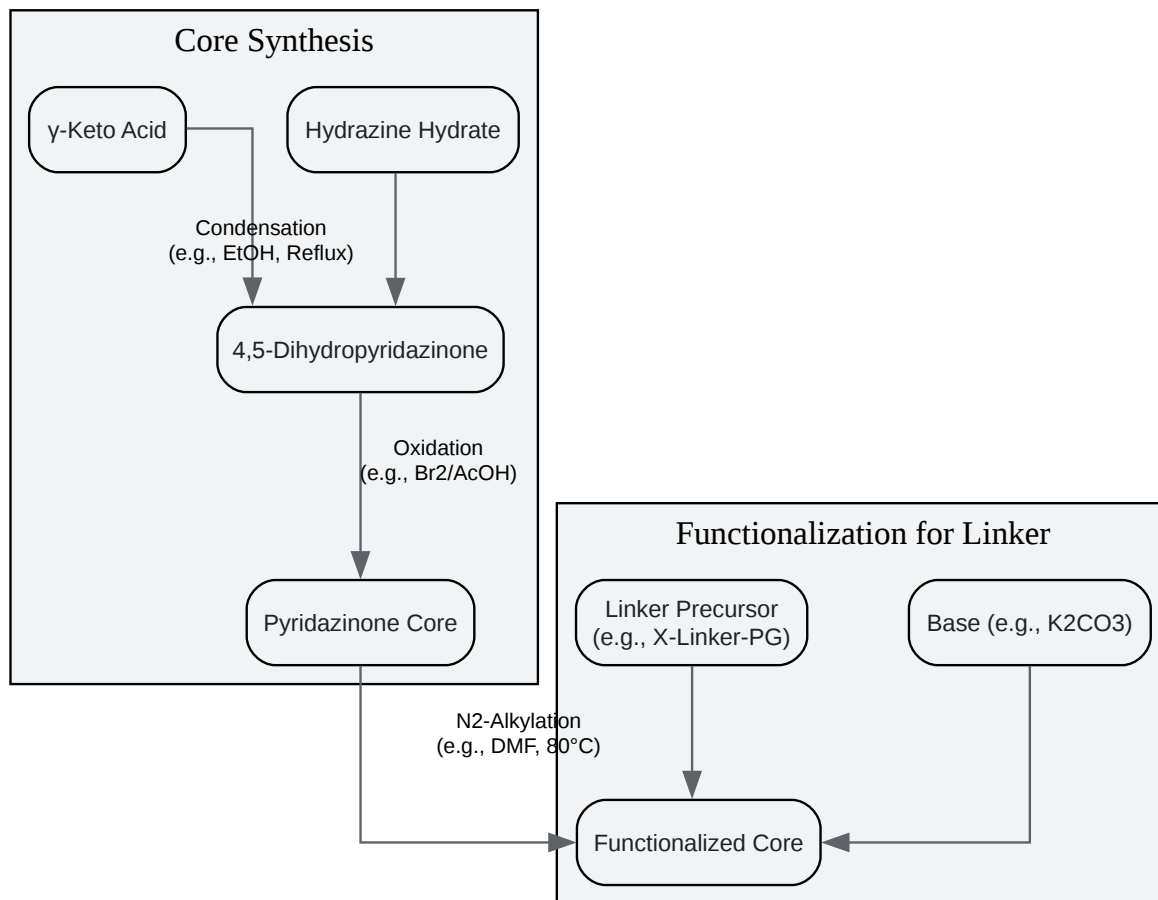 Core Synthesis
γ-Keto Acid
Hydrazine Hydrate
Condensation
(e.g., EtOH, Reflux)
4,5-Dihydropyridazinone
Oxidation
(e.g., Br2/AcOH)
Pyridazinone Core
Functionalization for Linker
Linker Precursor
(e.g., X-Linker-PG)
Base (e.g., K2CO3)
N2-Alkylation
(e.g., DMF, 80°C)
Functionalized Core